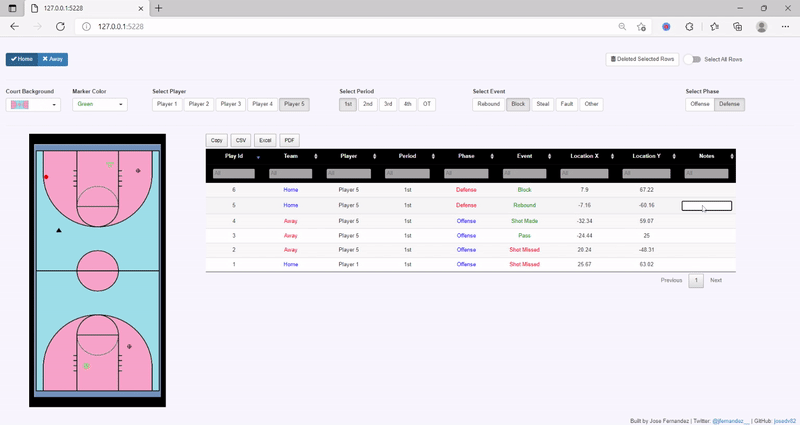 127.0.0.1:5228
127.0.0.1:5228
Home Away
Deleted Selected Rows Select All Rows
Court Background Marker Color Select Player Select Period Select Event Select Phase
Green Player 1 Player 2 Player 3 Player 4 Player 5 1st 2nd 3rd 4th OT Rebound Block Steal Fault Other Offense Defense
Copy CSV Excel PDF
Play Id Team Player Period Phase Event Location X Location Y Notes
All All All All All All All All All
6 Home Player 5 1st Defense Block 7.9 67.22
5 Home Player 5 1st Defense Rebound -7.16 -60.16
4 Away Player 5 1st Offense Shot Made -32.34 59.07
3 Away Player 5 1st Offense Pass -24.44 25
2 Away Player 5 1st Offense Shot Missed 20.24 -48.31
1 Home Player 1 1st Offense Shot Missed 25.67 63.02
Previous 1 Next
Built by Jose Fernandez | Twitter: @jfernandez__ | GitHub: josedv82